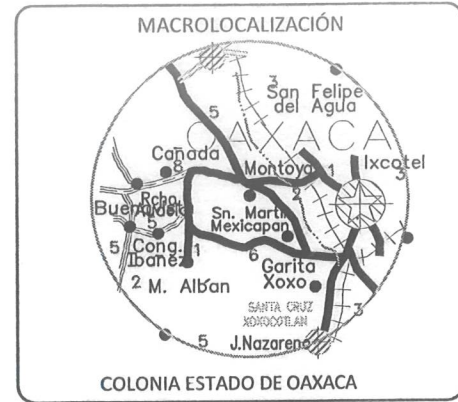 MACROLOCALIZACIÓN
3
San Felipe
del Agua
5
OAXACA
Cañada
8
Montoya
1
Ixcotel
2
3
Rcho.
Buenavista
Sn. Martin
Mexicapan
5
5
Cong.
Ibañez
1
6
2
M. Alban
Garita
Xoxo
SANTA CRUZ
XOXOCOTLAN
3
5
J.Nazareno
COLONIA ESTADO DE OAXACA